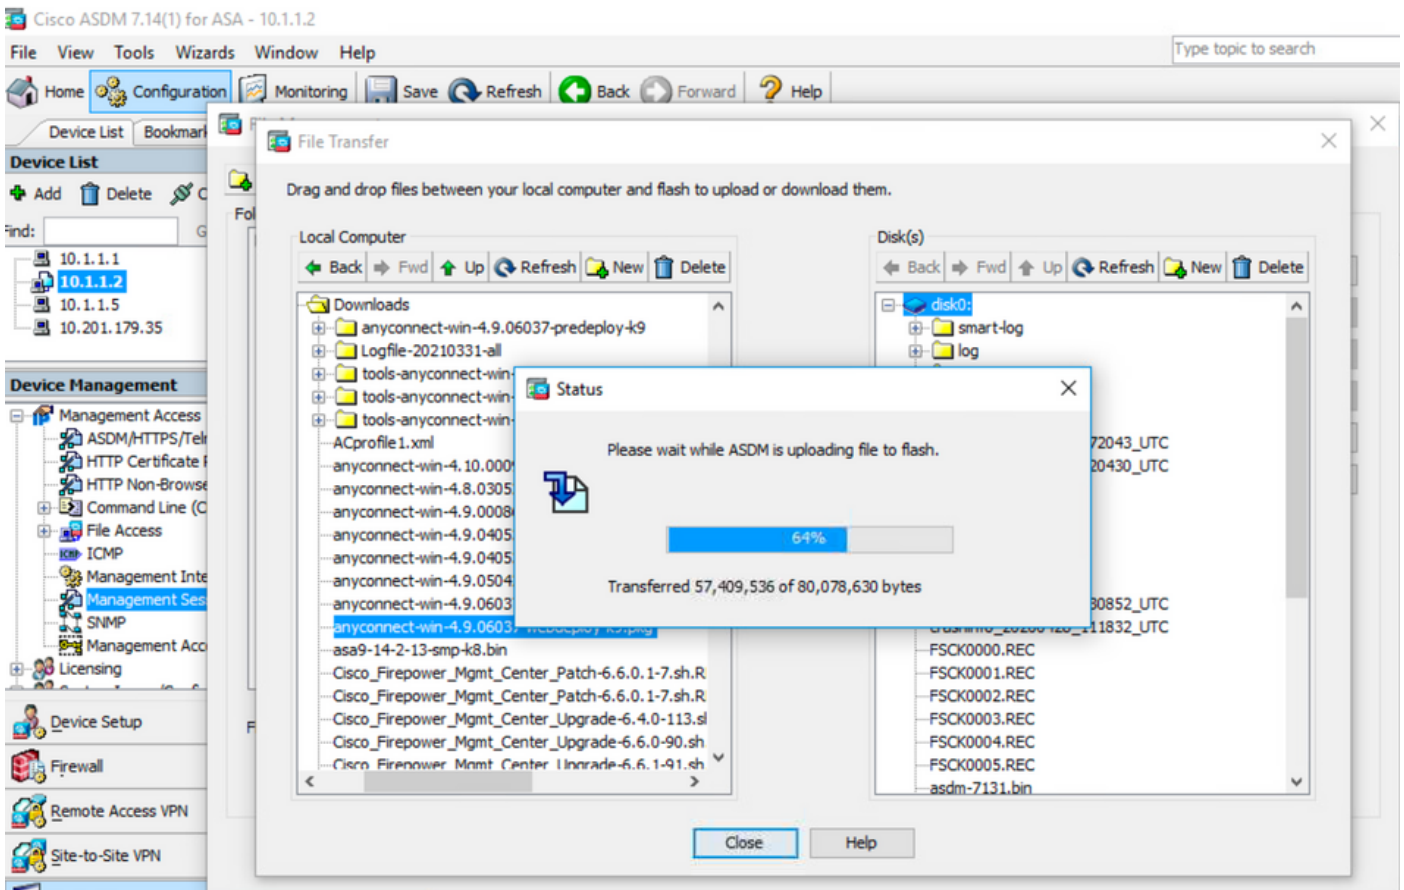 Cisco ASDM 7.14(1) for ASA - 10.1.1.2
File View Tools Wizards Window Help
Type topic to search
Home Configuration Monitoring Save Refresh Back Forward Help
Device List
Device List
Add Delete
Find:
10.1.1.1
10.1.1.2
10.1.1.5
10.201.179.35
Device Management
Management Access
ASDM/HTTPS/Tel
HTTP Certificate
HTTP Non-Browse
Command Line (C
File Access
ICMP
Management Inte
Management Ses
SNMP
Management Acc
Licensing
Device Setup
Firewall
Remote Access VPN
Site-to-Site VPN
File Transfer
Drag and drop files between your local computer and flash to upload or download them.
Local Computer
Back Fwd Up Refresh New Delete
Downloads
anyconnect-win-4.9.06037-predeploy-k9
Logfile-20210331-all
tools-anyconnect-win-
tools-anyconnect-win-
tools-anyconnect-win-
ACprofile1.xml
anyconnect-win-4.10.000
anyconnect-win-4.8.0305
anyconnect-win-4.9.0008
anyconnect-win-4.9.0405
anyconnect-win-4.9.0405
anyconnect-win-4.9.0504
anyconnect-win-4.9.0603
anyconnect-win-4.9.06037-webdeploy-k9.pkg
asa9-14-2-13-smp-k8.bin
Cisco_Firepower_Mgmt_Center_Patch-6.6.0.1-7.sh.R
Cisco_Firepower_Mgmt_Center_Patch-6.6.0.1-7.sh.R
Cisco_Firepower_Mgmt_Center_Upgrade-6.4.0-113.s
Cisco_Firepower_Mgmt_Center_Upgrade-6.6.0-90.sh
Cisco_Firepower_Mgmt_Center_Upgrade-6.6.1-91.sh
Disk(s)
Back Fwd Up Refresh New Delete
disk0:
smart-log
log
72043_UTC
20430_UTC
30852_UTC
crashinfo_20200428_111832_UTC
FSCK0000.REC
FSCK0001.REC
FSCK0002.REC
FSCK0003.REC
FSCK0004.REC
FSCK0005.REC
asdm-7131.bin
Status
Please wait while ASDM is uploading file to flash.
64%
Transferred 57,409,536 of 80,078,630 bytes
Close Help